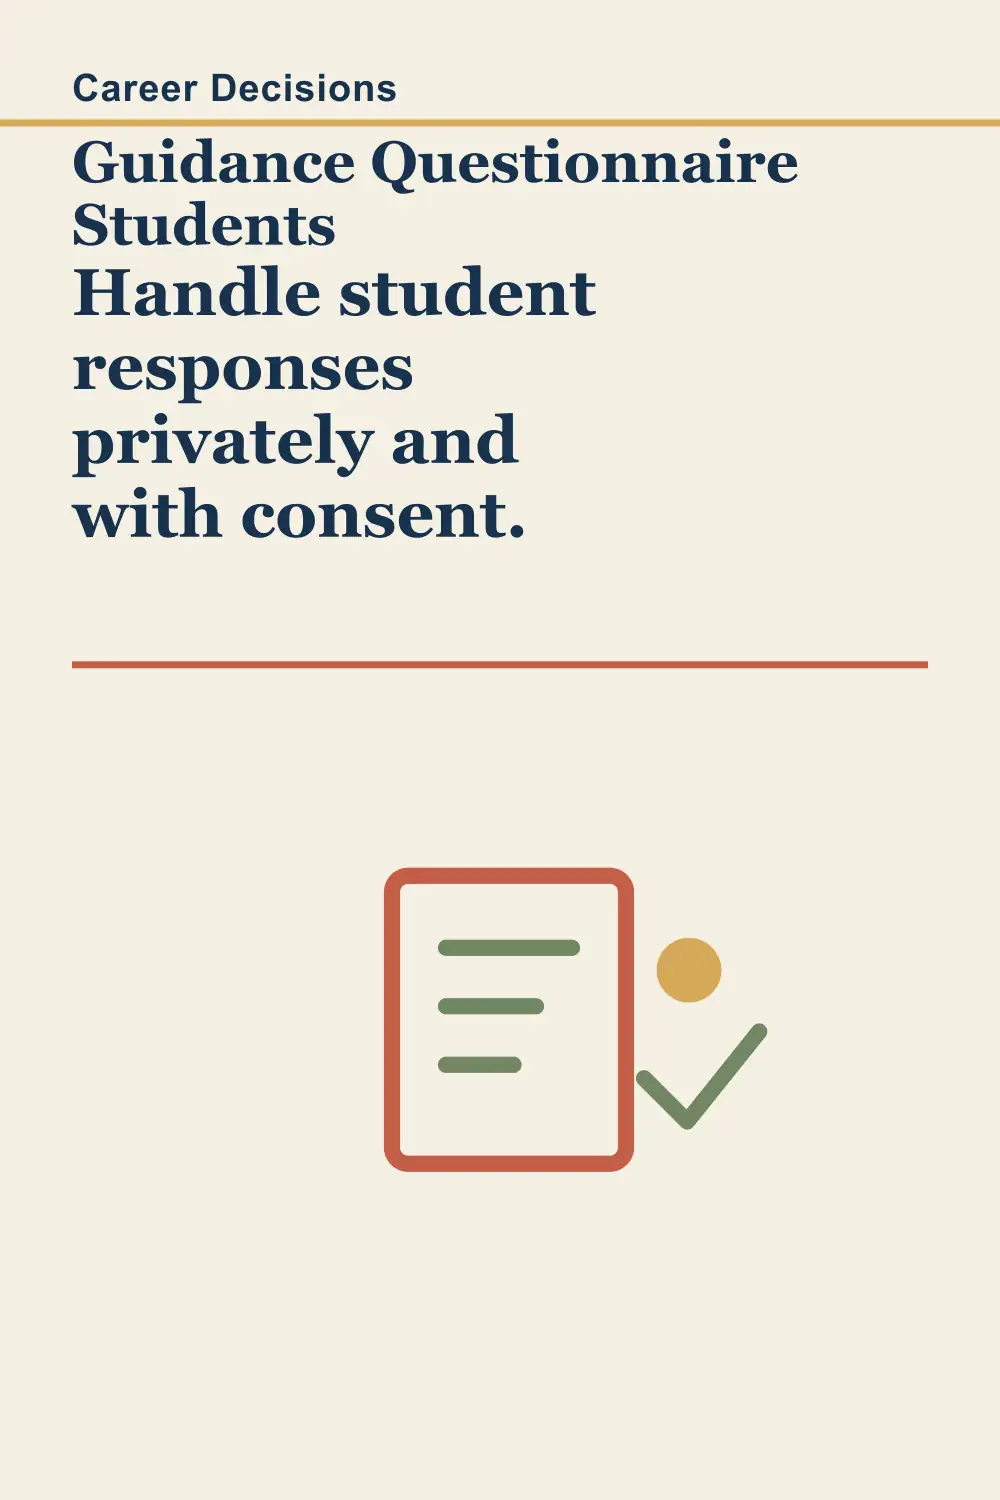 Career Decisions
Guidance Questionnaire
Students
Handle student
responses
privately and
with consent.